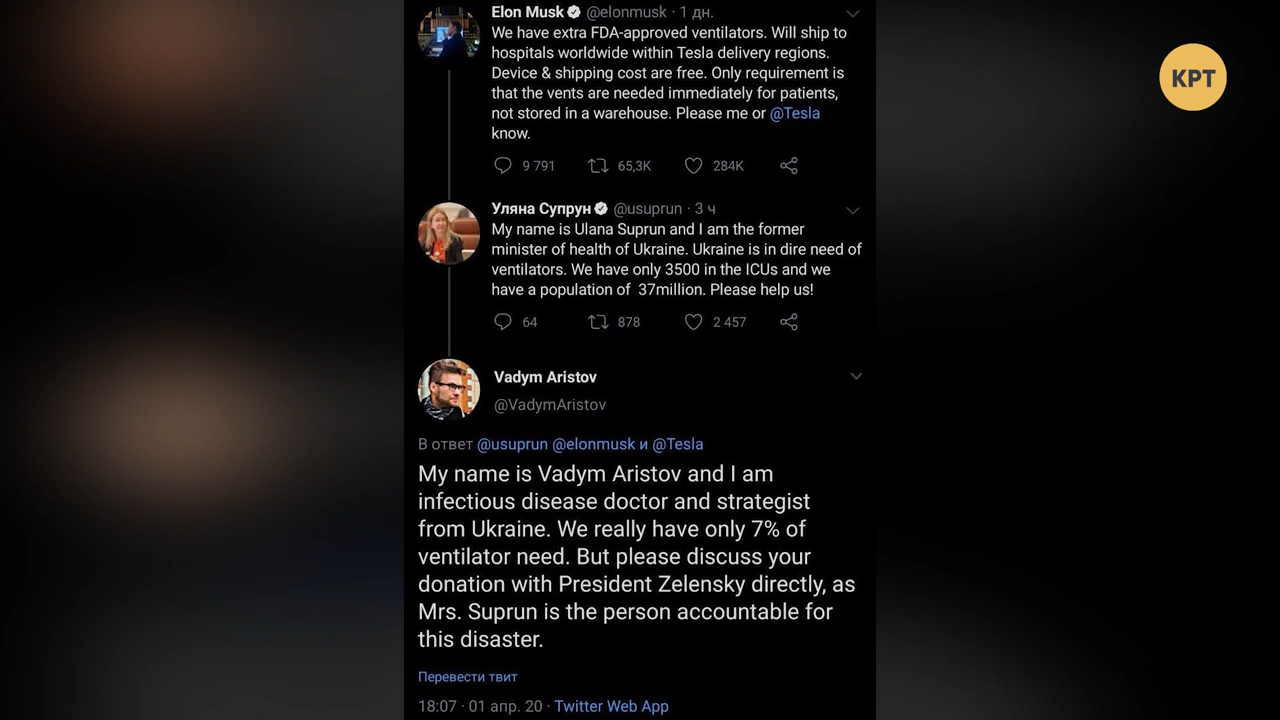 Elon Musk @elonmusk · 1 дн.
We have extra FDA-approved ventilators. Will ship to
hospitals worldwide within Tesla delivery regions.
Device & shipping cost are free. Only requirement is
that the vents are needed immediately for patients,
not stored in a warehouse. Please me or @Tesla
know.
9 791 65,3K 284K
КРТ
Уляна Супрун @usuprun · 3 ч
My name is Ulana Suprun and I am the former
minister of health of Ukraine. Ukraine is in dire need of
ventilators. We have only 3500 in the ICUs and we
have a population of 37million. Please help us!
64 878 2 457
Vadym Aristov
@VadymAristov
В ответ @usuprun @elonmusk и @Tesla
My name is Vadym Aristov and I am
infectious disease doctor and strategist
from Ukraine. We really have only 7% of
ventilator need. But please discuss your
donation with President Zelensky directly, as
Mrs. Suprun is the person accountable for
this disaster.
Перевести твит
18:07 · 01 апр. 20 · Twitter Web App